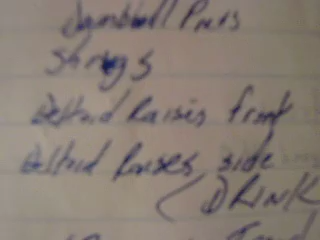 Dumbbell Press
Shrugs
Deltoid Raises front
Deltoid Raises side
(DRINK